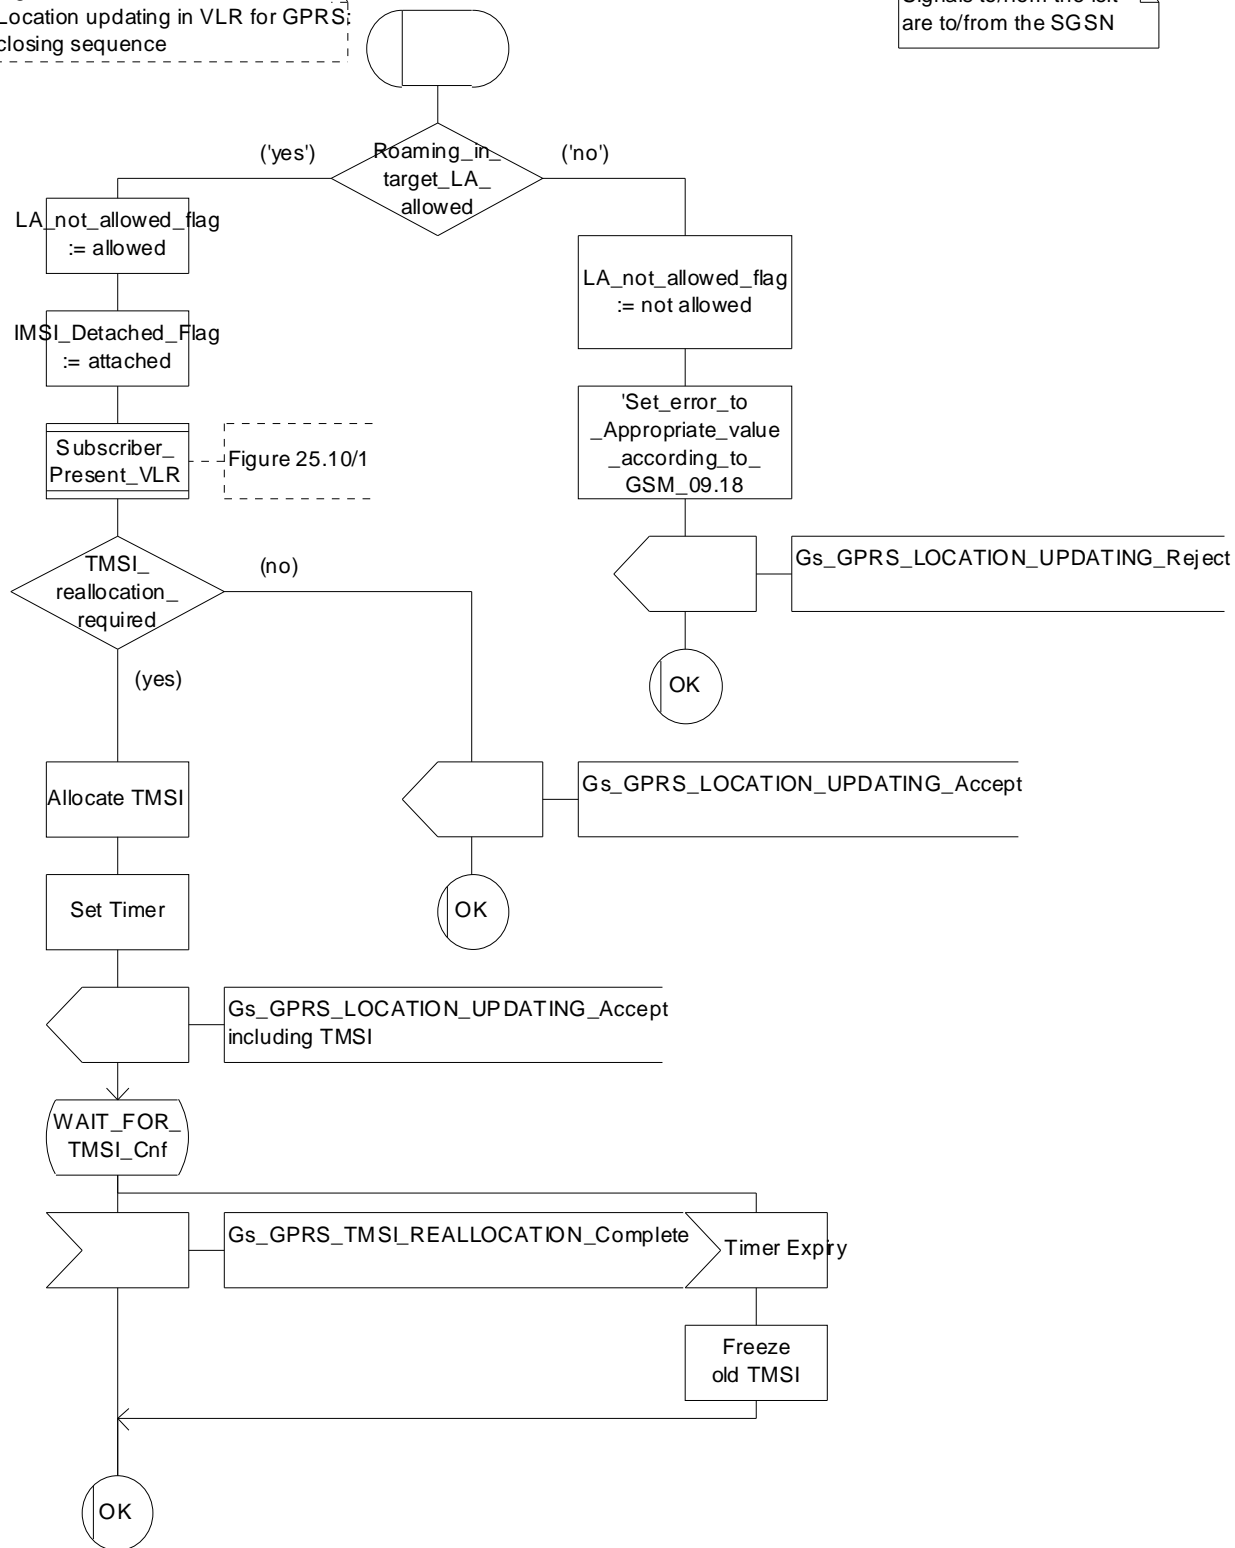 Location updating in VLR for GPRS:
closing sequence
are to/from the SGSN
('yes')
Roaming_in_
target_LA_
allowed
('no')
LA_not_allowed_flag
:= allowed
LA_not_allowed_flag
:= not allowed
IMSI_Detached_Flag
:= attached
'Set_error_to
_Appropriate_value
_according_to_
GSM_09.18
Subscriber_
Present_VLR
Figure 25.10/1
Gs_GPRS_LOCATION_UPDATING_Reject
TMSI_
reallocation_
required
(no)
(yes)
OK
Allocate TMSI
Gs_GPRS_LOCATION_UPDATING_Accept
Set Timer
OK
Gs_GPRS_LOCATION_UPDATING_Accept
including TMSI
WAIT_FOR_
TMSI_Cnf
Gs_GPRS_TMSI_REALLOCATION_Complete
Timer Expiry
Freeze
old TMSI
OK